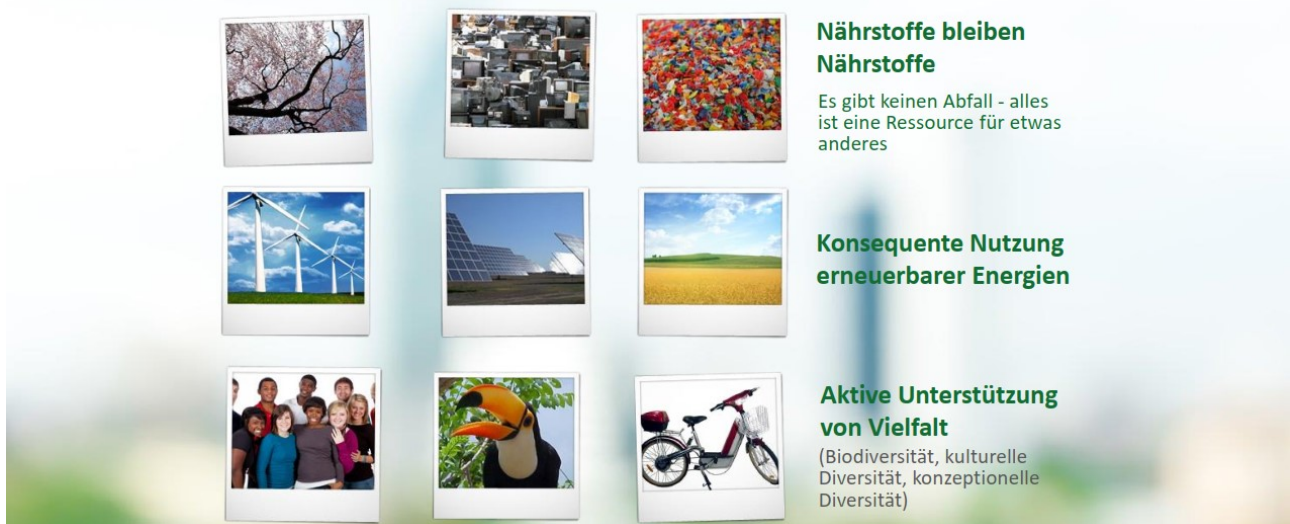 Nährstoffe bleiben
Nährstoffe
Es gibt keinen Abfall - alles
ist eine Ressource für etwas
anderes
Konsequente Nutzung
erneuerbarer Energien
Aktive Unterstützung
von Vielfalt
(Biodiversität, kulturelle
Diversität, konzeptionelle
Diversität)